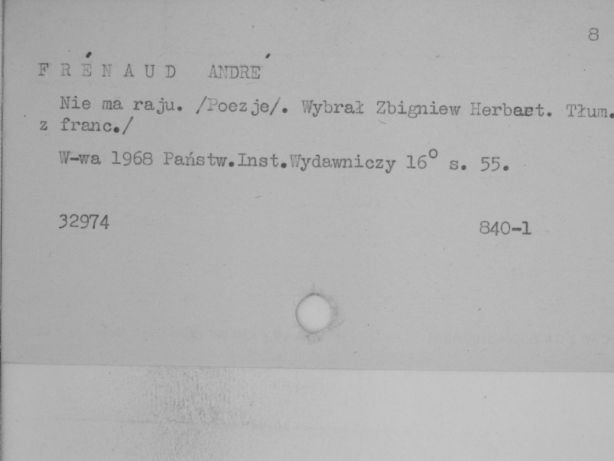 8
FRÉNAUD ANDRÉ
Nie ma raju. /Poezje/. Wybrał Zbigniew Herbert. Tłum.
z franc./
W-wa 1968 Państw.Inst.Wydawniczy 16° s. 55.
32974 840-1